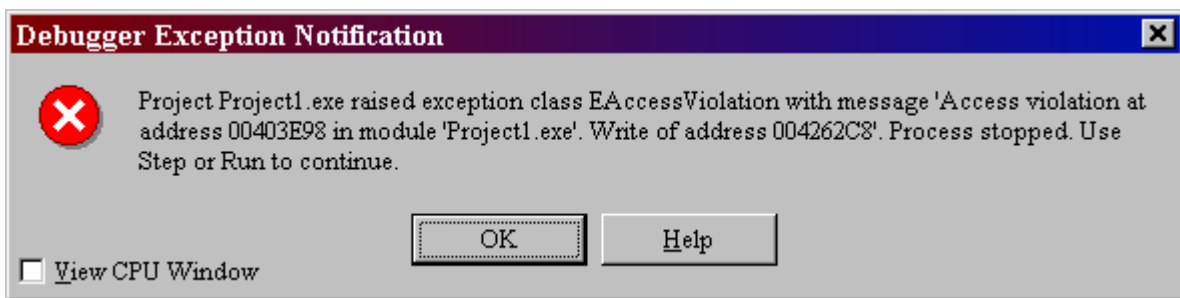 Debugger Exception Notification
Project Project1.exe raised exception class EAccessViolation with message 'Access violation at
address 00403E98 in module 'Project1.exe'. Write of address 004262C8'. Process stopped. Use
Step or Run to continue.
OK
Help
View CPU Window